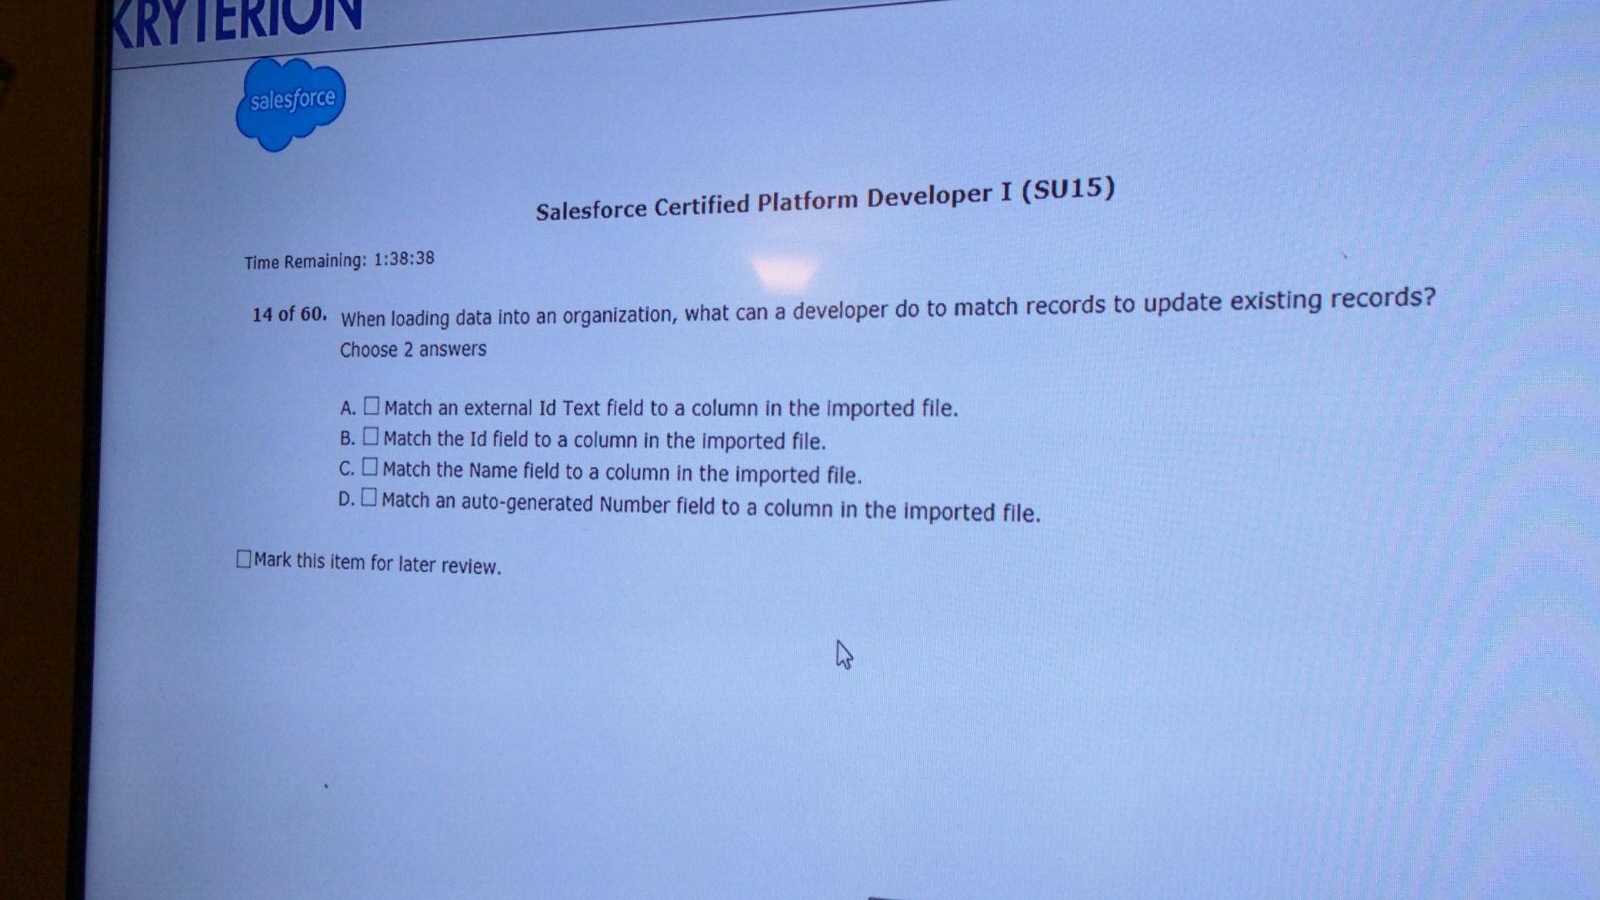 KRYTERION
salesforce
Salesforce Certified Platform Developer I (SU15)
Time Remaining: 1:38:38
14 of 60. When loading data into an organization, what can a developer do to match records to update existing records?
Choose 2 answers
A. Match an external Id Text field to a column in the imported file.
B. Match the Id field to a column in the imported file.
C. Match the Name field to a column in the imported file.
D. Match an auto-generated Number field to a column in the imported file.
Mark this item for later review.